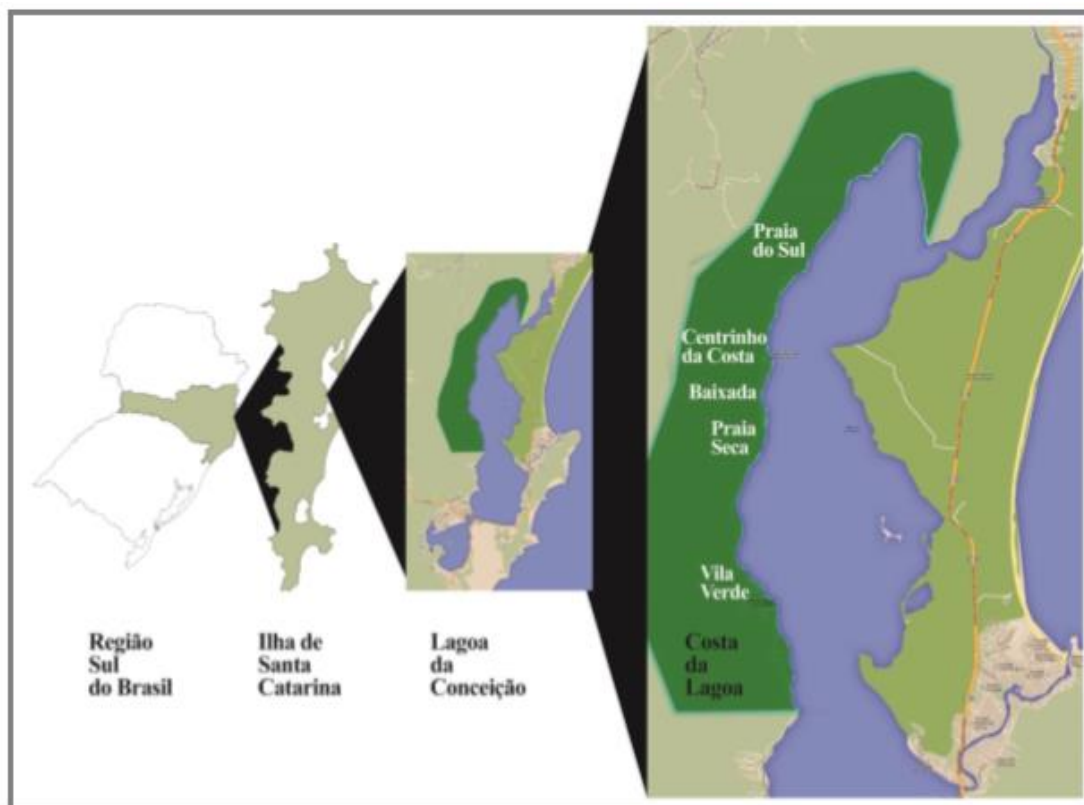 Praia
do Sul
Centrinho
da Costa
Baixada
Praia
Seca
Vila
Verde
Região
Sul
do Brasil
Ilha de
Santa
Catarina
Lagoa
da
Conceição
Costa
da
Lagoa